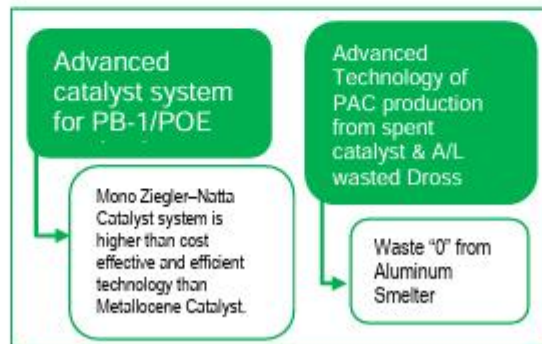 Advanced
catalyst system
for PB-1/POE
Mono Ziegler–Natta
Catalyst system is
higher than cost
effective and efficient
technology than
Metallocene Catalyst.
Advanced
Technology of
PAC production
from spent
catalyst & A/L
wasted Dross
Waste “0” from
Aluminum
Smelter